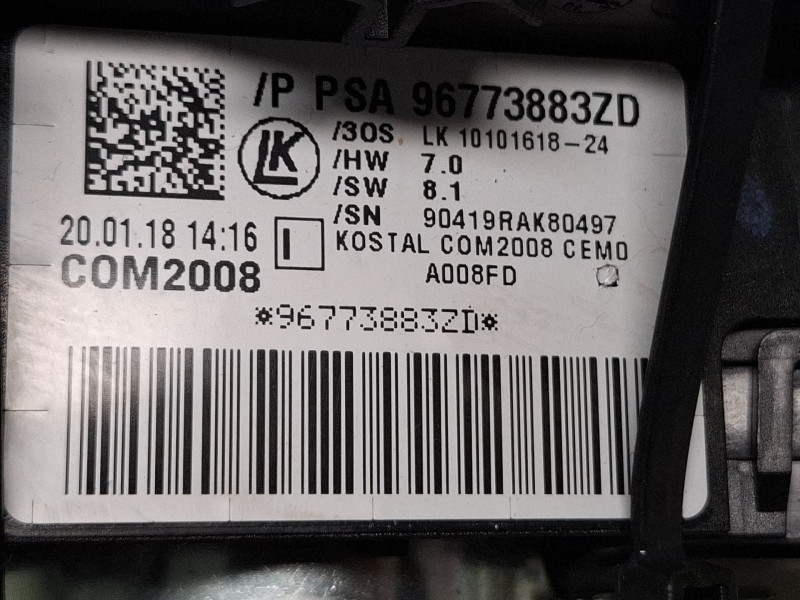 /P PSA 96773883ZD
LK
/3OS LK 10101618-24
/HW 7.0
/SW 8.1
/SN 90419RAK80497
20.01.18 14:16
I
KOSTAL COM2008 CEM0
COM2008
A008FD
*96773883ZD*